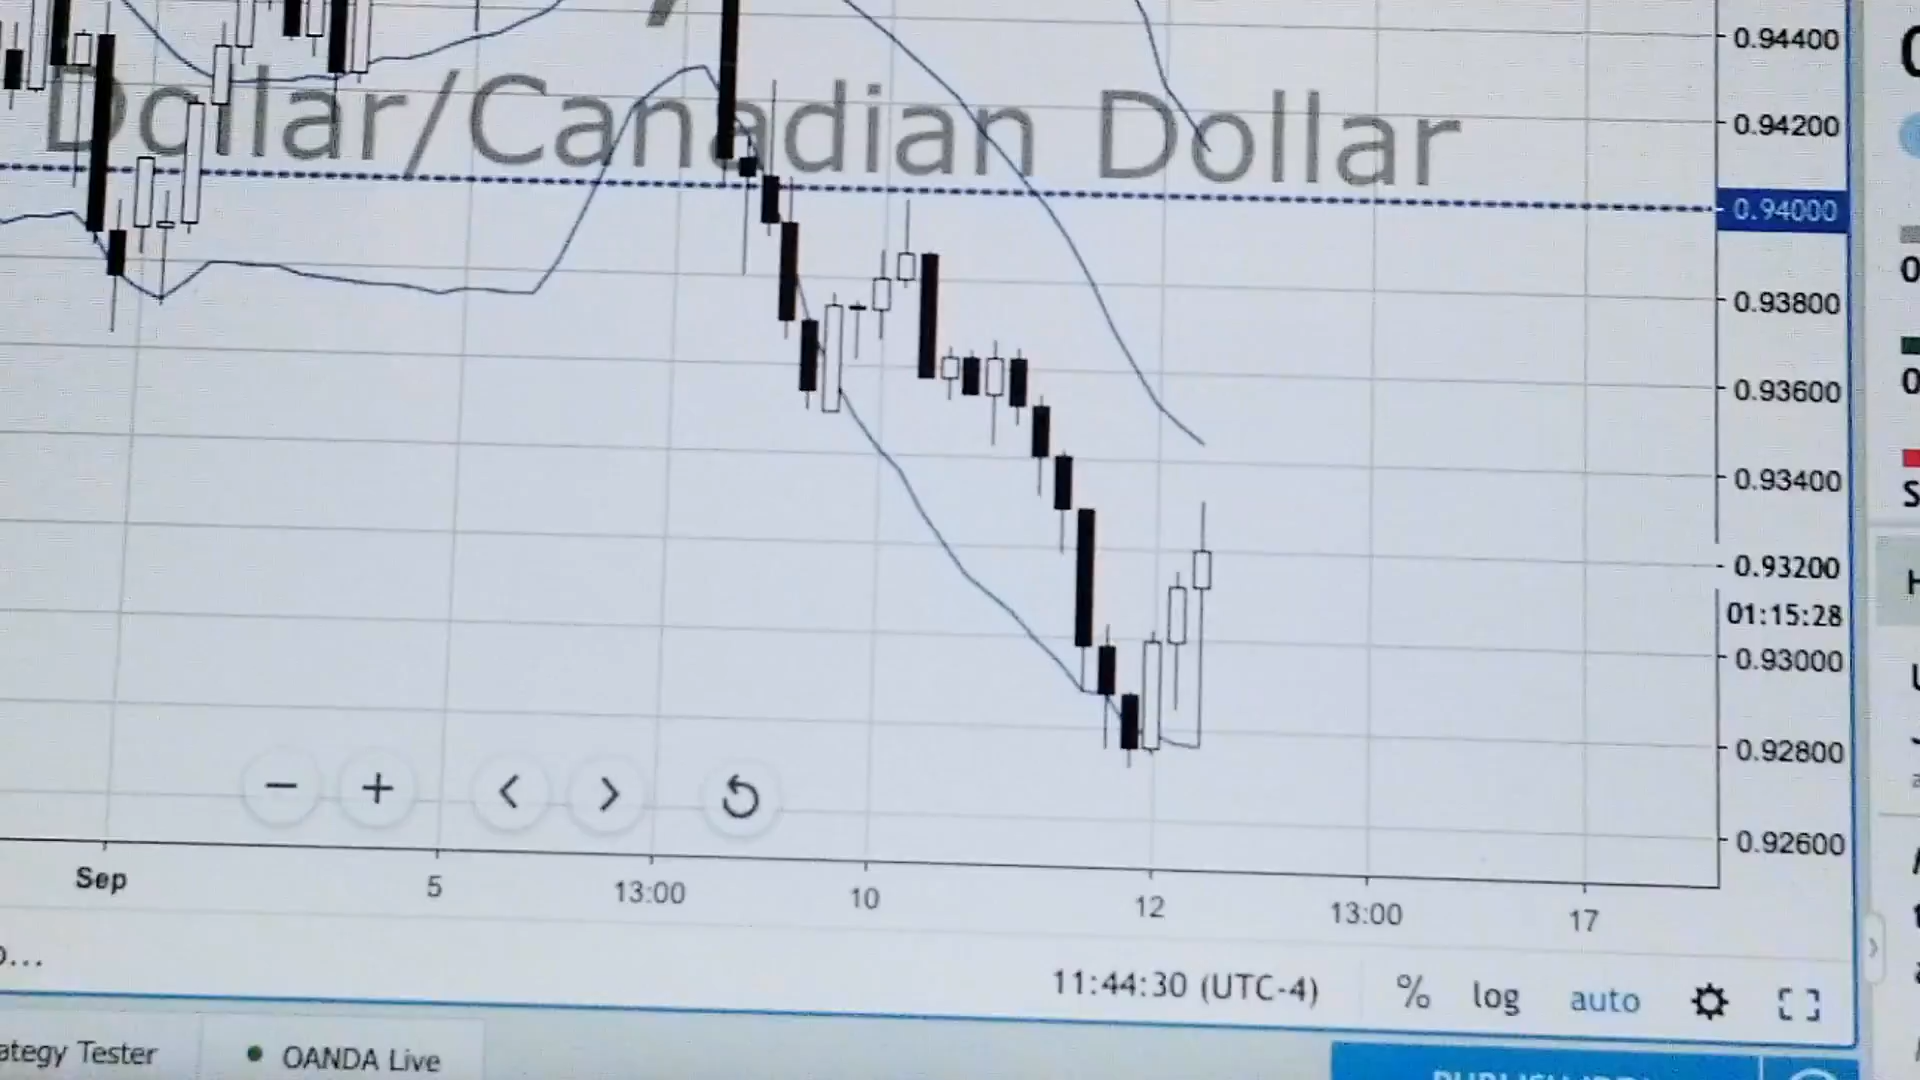 0.94400
Dollar/Canadian Dollar
0.94200
0.94000
0.93800
0.93600
0.93400
0.93200
01:15:28
0.93000
0.92800
0.92600
Sep 5 13:00 10 12 13:00 17
11:44:30 (UTC-4) % log auto
ategy Tester OANDA Live